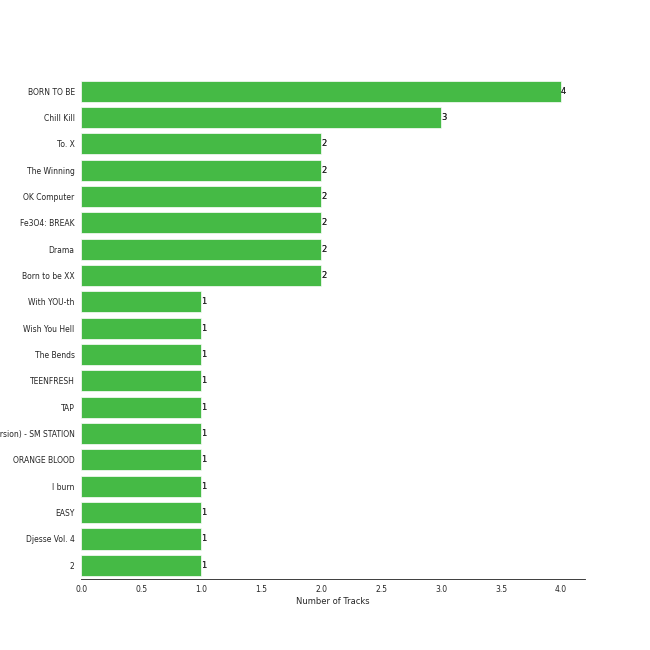 BORN TO BE 4
Chill Kill 3
To. X 2
The Winning 2
OK Computer 2
Fe3O4: BREAK 2
Drama 2
Born to be XX 2
With YOU-th 1
Wish You Hell 1
The Bends 1
TEENFRESH 1
TAP 1
rsion) - SM STATION 1
ORANGE BLOOD 1
I burn 1
EASY 1
Djesse Vol. 4 1
2 1
0.0 0.5 1.0 1.5 2.0 2.5 3.0 3.5 4.0
Number of Tracks